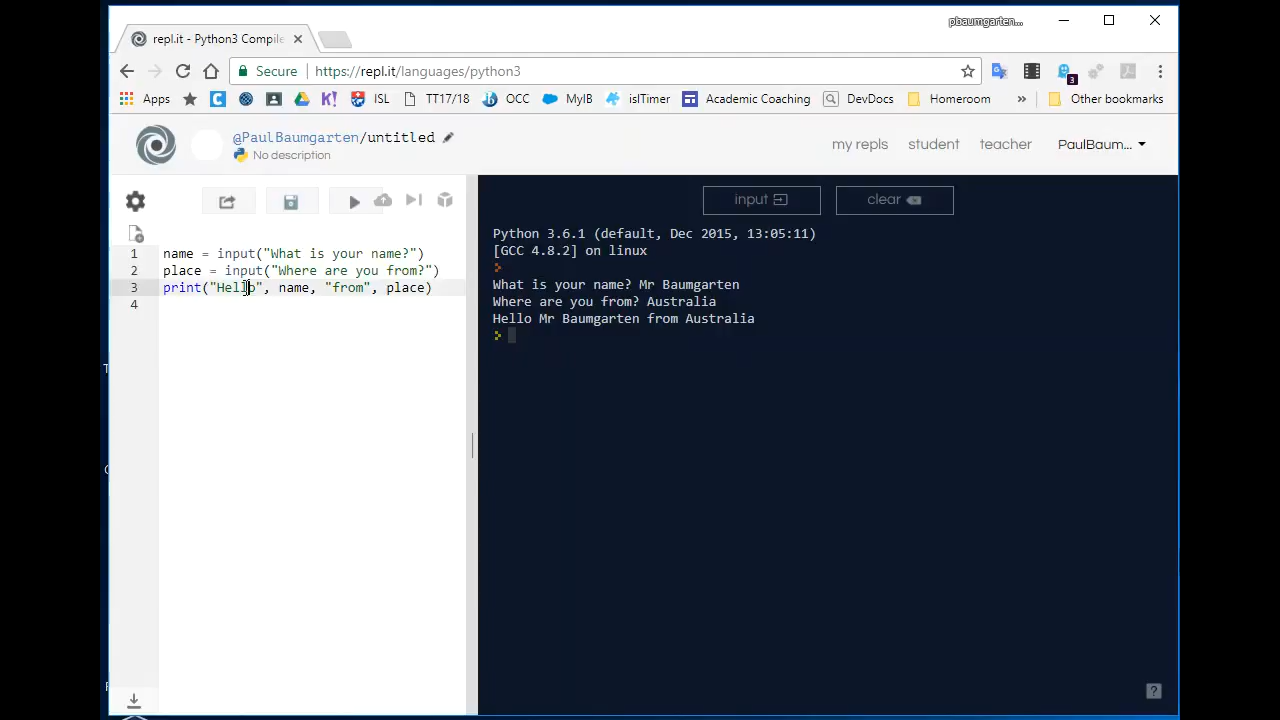 pbaumgarten...
repl.it - Python3 Compile
Secure https://repl.it/languages/python3
Apps ISL TT17/18 OCC MyIB islTimer Academic Coaching DevDocs Homeroom » Other bookmarks
3
@PaulBaumgarten/untitled
No description
my repls student teacher PaulBaum...
input clear
1 name = input("What is your name?")
2 place = input("Where are you from?")
3 print("Hello", name, "from", place)
4
Python 3.6.1 (default, Dec 2015, 13:05:11)
[GCC 4.8.2] on linux
What is your name? Mr Baumgarten
Where are you from? Australia
Hello Mr Baumgarten from Australia
?